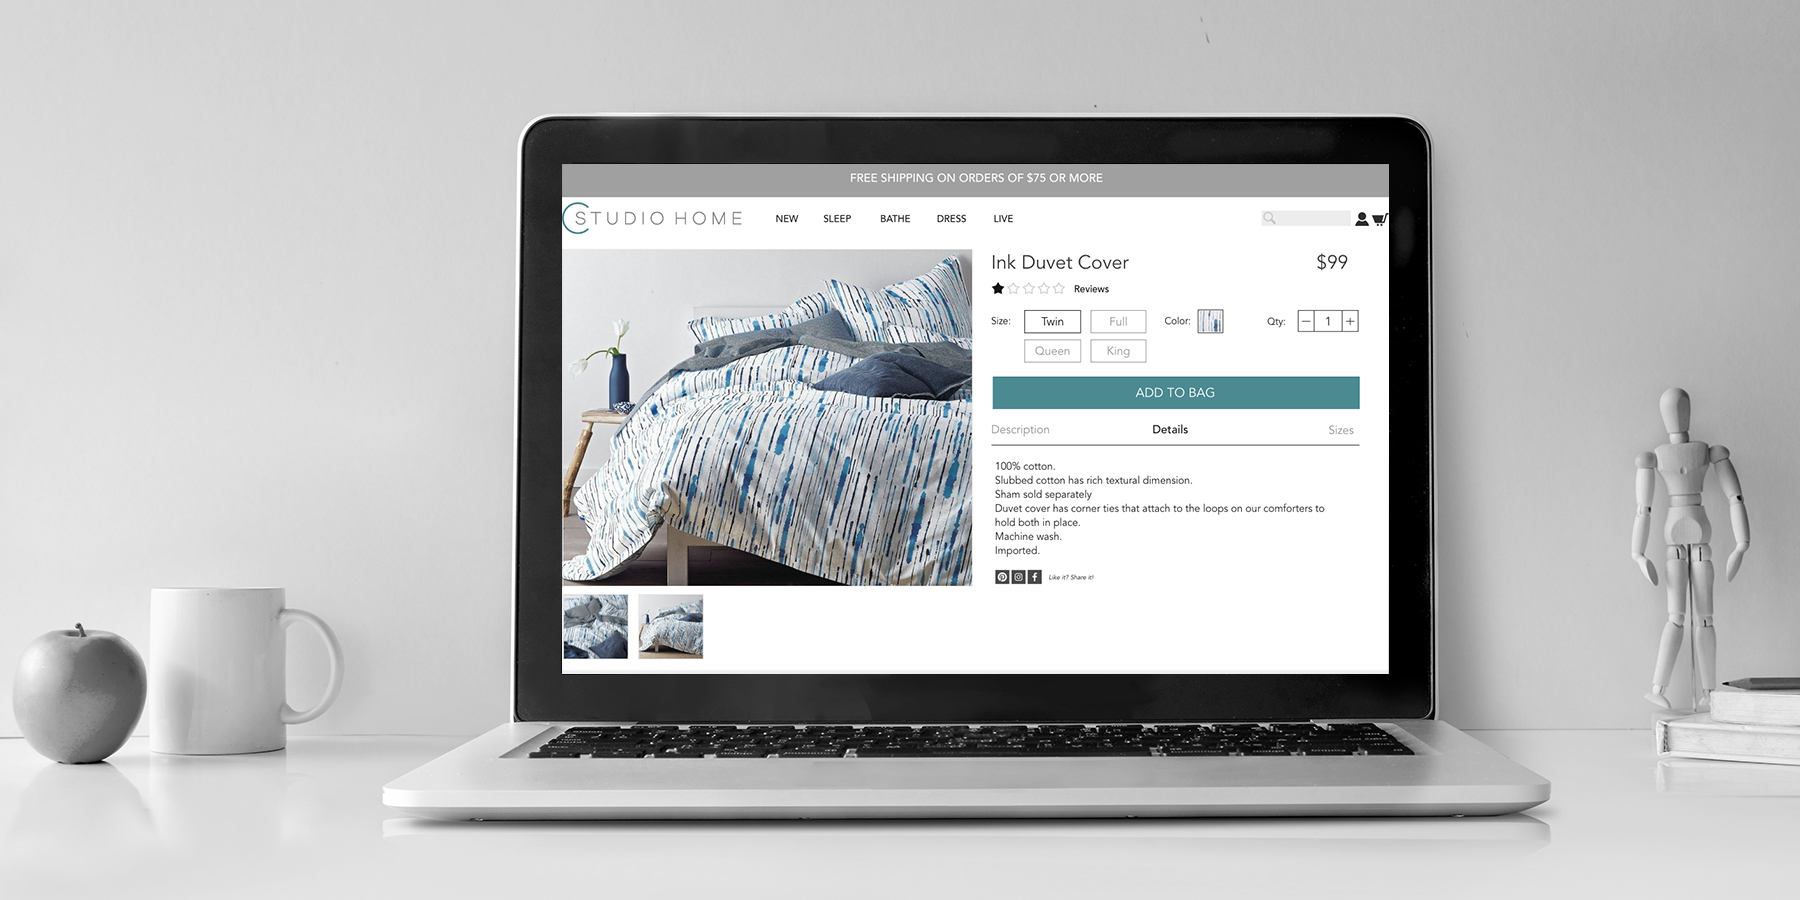 FREE SHIPPING ON ORDERS OF $75 OR MORE
STUDIO HOME
NEW SLEEP BATHE DRESS LIVE
Ink Duvet Cover $99
Reviews
Size: Twin Full Color: Qty: − 1 +
Queen King
ADD TO BAG
Description Details Sizes
100% cotton.
Slubbed cotton has rich textural dimension.
Sham sold separately
Duvet cover has corner ties that attach to the loops on our comforters to
hold both in place.
Machine wash.
Imported.
Like it? Share it!